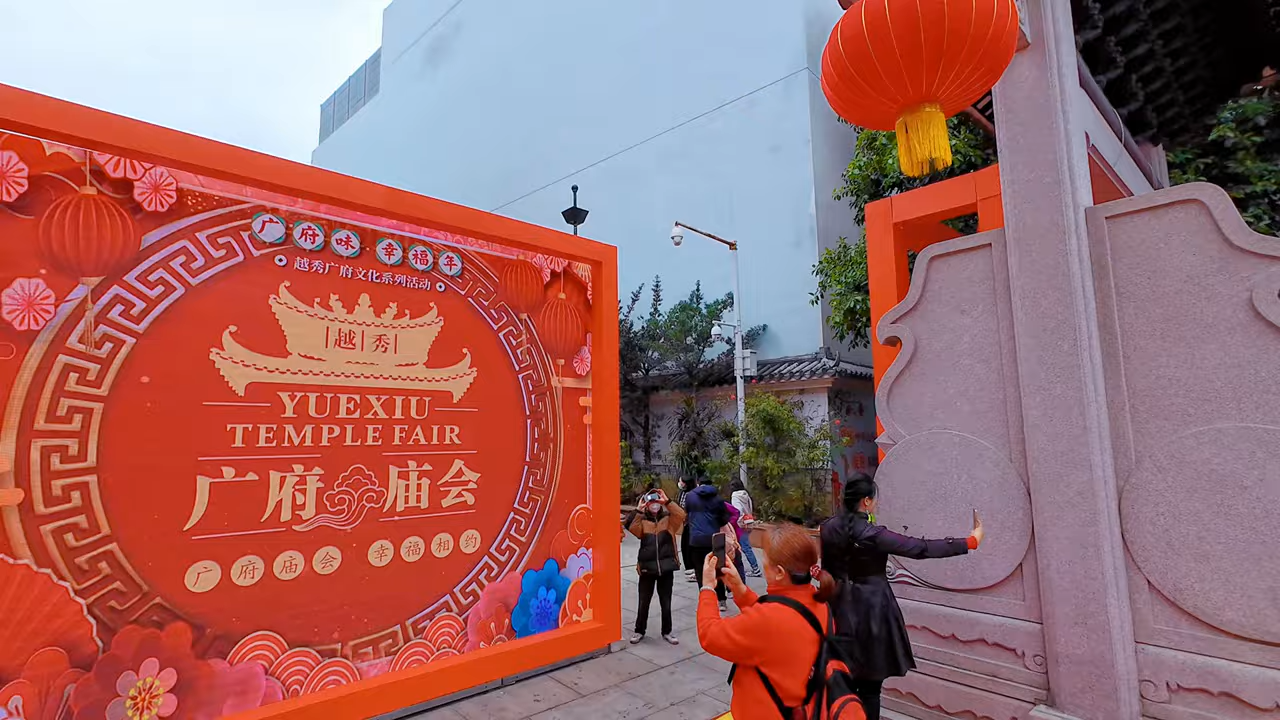 广府味 幸福年
越秀广府文化系列活动
越秀
YUEXIU
TEMPLE FAIR
广府庙会
广府庙会 幸福相约